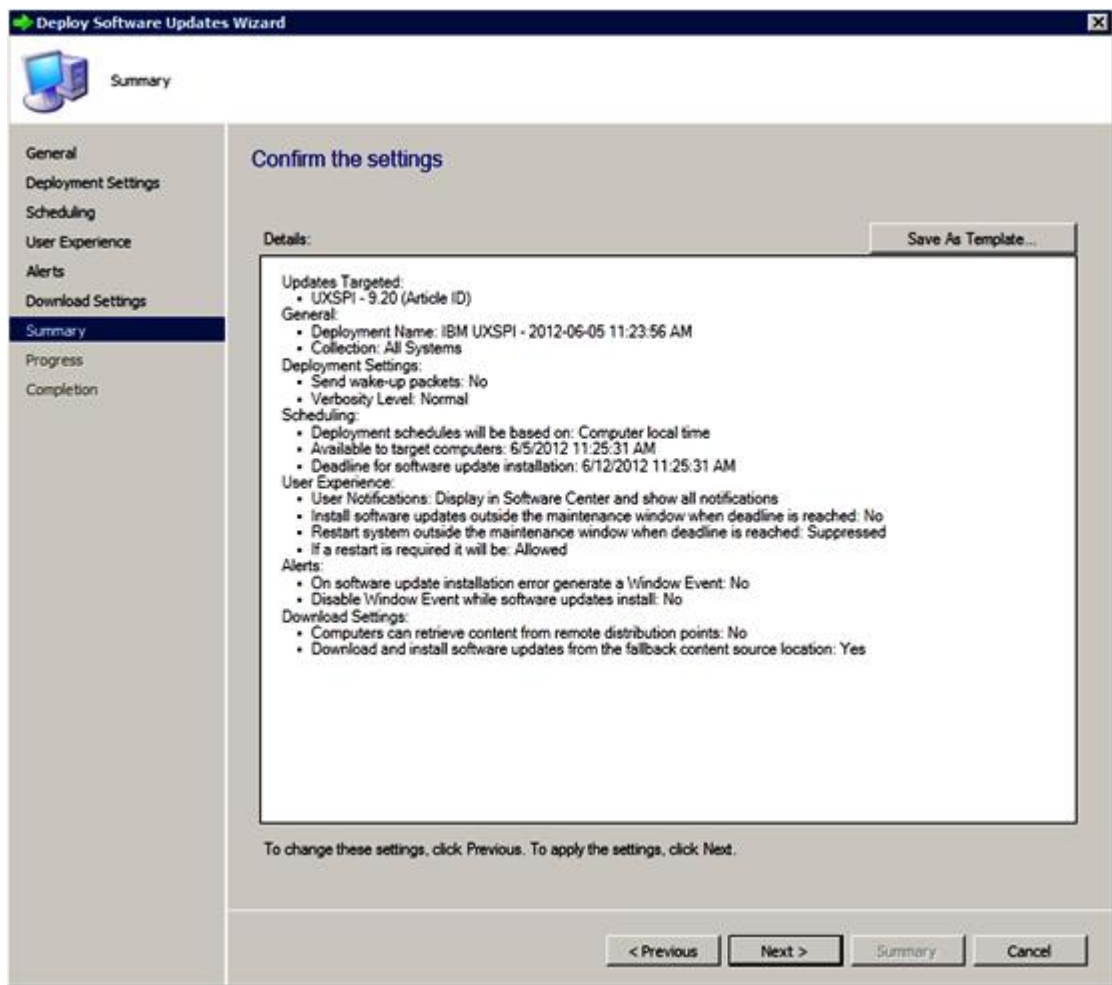 Deploy Software Updates Wizard
Summary
General
Deployment Settings
Scheduling
User Experience
Alerts
Download Settings
Summary
Progress
Completion
Confirm the settings
Details:
Save As Template...
Updates Targeted:
• UXSPI - 9.20 (Article ID)
General:
• Deployment Name: IBM UXSPI - 2012-06-05 11:23:56 AM
• Collection: All Systems
Deployment Settings:
• Send wake-up packets: No
• Verbosity Level: Normal
Scheduling:
• Deployment schedules will be based on: Computer local time
• Available to target computers: 6/5/2012 11:25:31 AM
• Deadline for software update installation: 6/12/2012 11:25:31 AM
User Experience:
• User Notifications: Display in Software Center and show all notifications
• Install software updates outside the maintenance window when deadline is reached: No
• Restart system outside the maintenance window when deadline is reached: Suppressed
• If a restart is required it will be: Allowed
Alerts:
• On software update installation error generate a Window Event: No
• Disable Window Event while software updates install: No
Download Settings:
• Computers can retrieve content from remote distribution points: No
• Download and install software updates from the fallback content source location: Yes
To change these settings, click Previous. To apply the settings, click Next.
< Previous
Next >
Summary
Cancel